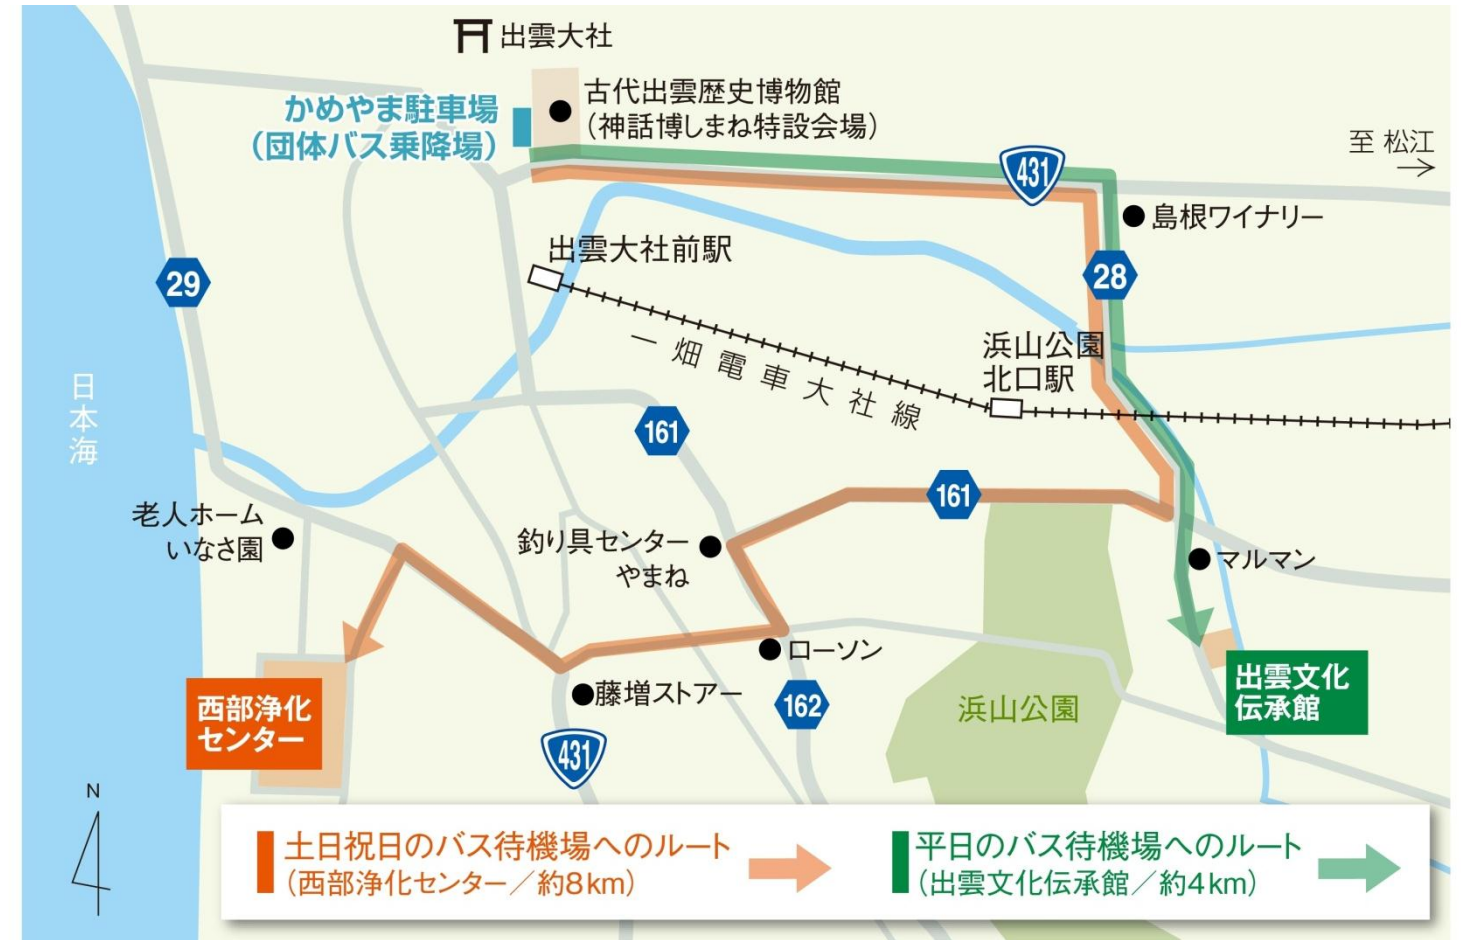 出雲大社
古代出雲歴史博物館
（神話博しまね特設会場）
かめやま駐車場
（団体バス乗降場）
至 松江
431
島根ワイナリー
出雲大社前駅
29
28
一畑電車大社線
浜山公園
北口駅
日本海
161
161
老人ホーム
いなさ園
釣り具センター
やまね
マルマン
ローソン
藤増ストアー
162
浜山公園
出雲文化
伝承館
西部浄化
センター
431
N
土日祝日のバス待機場へのルート
（西部浄化センター／約8km）
平日のバス待機場へのルート
（出雲文化伝承館／約4km）